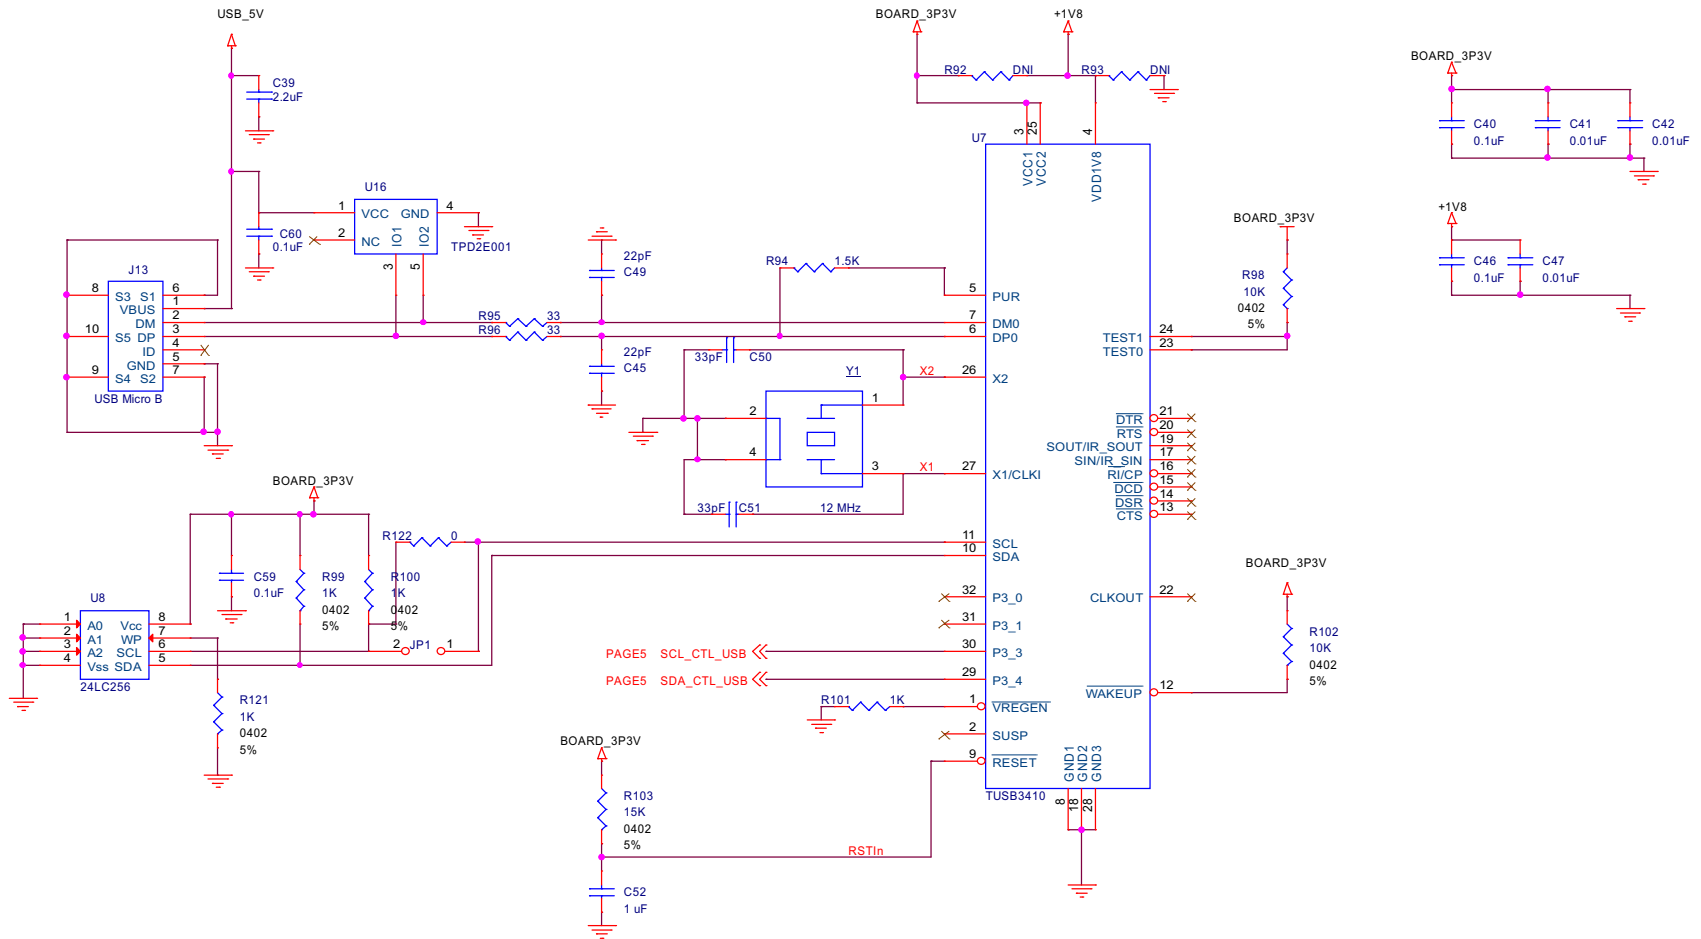 USB_5V
C39
2.2uF
U16
1
VCC
GND
4
2
NC
IO1
IO2
3
5
TPD2E001
C60
0.1uF
J13
8
S3
S1
6
VBUS
1
DM
2
10
S5
DP
3
ID
4
GND
5
9
S4
S2
7
USB Micro B
R95
33
R96
33
22pF
C49
22pF
C45
R94
1.5K
33pF
C50
Y1
1
2
4
3
33pF
C51
12 MHz
X2
X1
BOARD_3P3V
+1V8
R92
DNI
R93
DNI
U7
3
25
4
VCC1
VCC2
VDD1V8
5
PUR
7
DM0
6
DP0
26
X2
27
X1/CLKI
11
SCL
10
SDA
32
P3_0
31
P3_1
30
P3_3
29
P3_4
1
VREGEN
2
SUSP
9
RESET
TUSB3410
GND1
GND2
GND3
8
18
28
TEST1
24
TEST0
23
DTR
21
RTS
20
SOUT/IR_SOUT
19
SIN/IR_SIN
17
RI/CP
16
DCD
15
DSR
14
CTS
13
CLKOUT
22
WAKEUP
12
BOARD_3P3V
R98
10K
0402
5%
BOARD_3P3V
R102
10K
0402
5%
BOARD_3P3V
C40
0.1uF
C41
0.01uF
C42
0.01uF
+1V8
C46
0.1uF
C47
0.01uF
BOARD_3P3V
R122
0
C59
0.1uF
R99
1K
0402
5%
R100
1K
0402
5%
U8
1
A0
Vcc
8
2
A1
WP
7
3
A2
SCL
6
4
Vss
SDA
5
24LC256
2
JP1
1
R121
1K
0402
5%
PAGE5
SCL_CTL_USB
PAGE5
SDA_CTL_USB
R101
1K
BOARD_3P3V
R103
15K
0402
5%
RSTIn
C52
1 uF